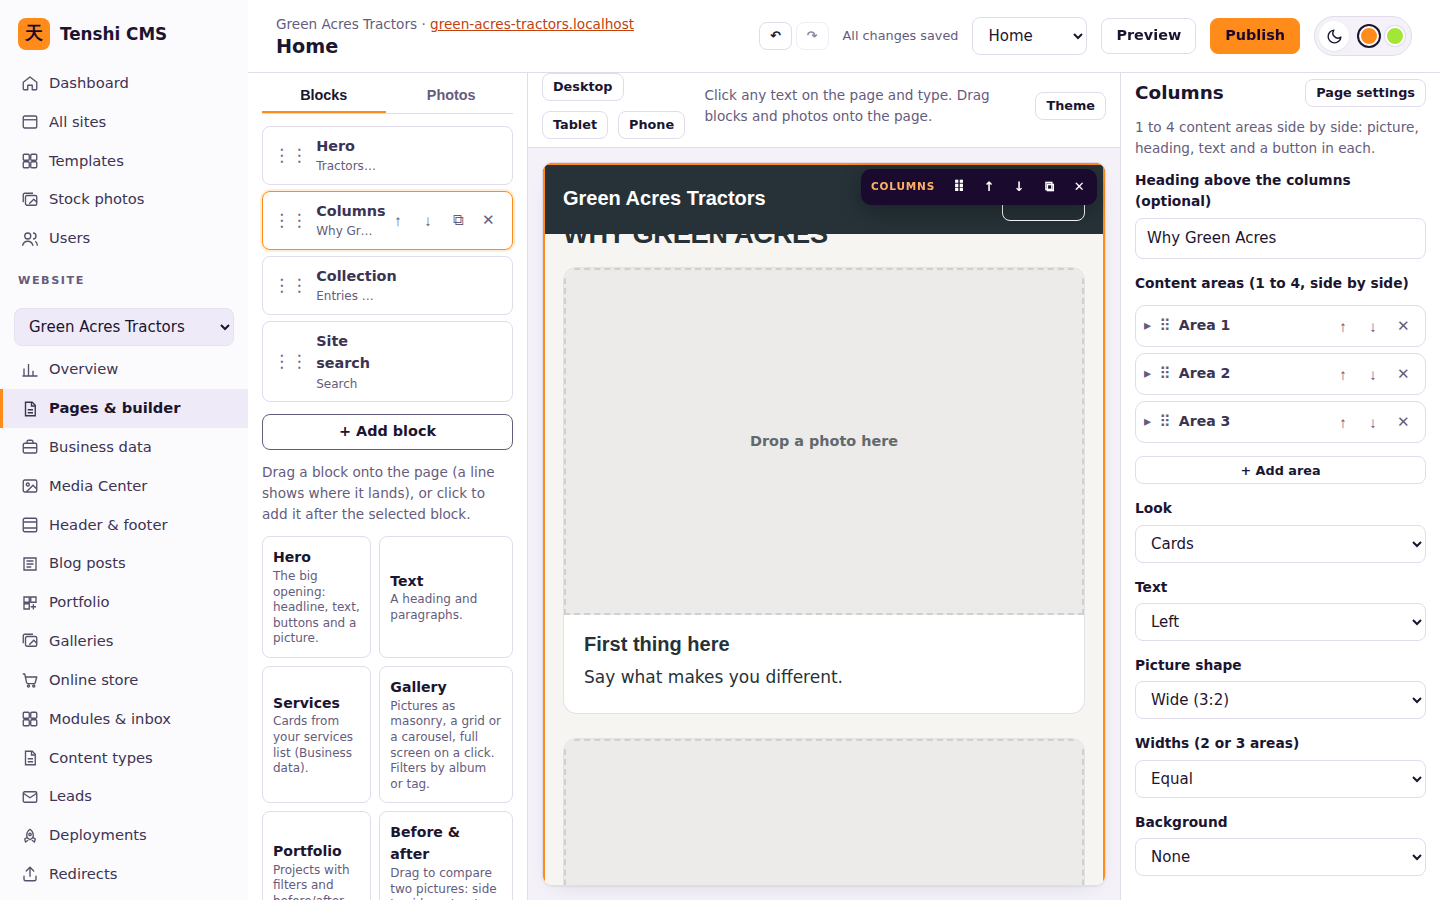 天 Tenshi CMS
Dashboard
All sites
Templates
Stock photos
Users
WEBSITE
Green Acres Tractors
Overview
Pages & builder
Business data
Media Center
Header & footer
Blog posts
Portfolio
Galleries
Online store
Modules & inbox
Content types
Leads
Deployments
Redirects
Green Acres Tractors · green-acres-tractors.localhost
Home
All changes saved
Home
Preview
Publish
Blocks
Photos
Hero
Tractors…
Columns
Why Gr…
Collection
Entries …
Site
search
Search
+ Add block
Drag a block onto the page (a line
shows where it lands), or click to
add it after the selected block.
Hero
The big
opening:
headline, text,
buttons and a
picture.
Text
A heading and
paragraphs.
Services
Cards from
your services
list (Business
data).
Gallery
Pictures as
masonry, a grid or
a carousel, full
screen on a click.
Filters by album
or tag.
Portfolio
Projects with
filters and
before/after
Before &
after
Drag to compare
two pictures: side
Desktop
Tablet
Phone
Click any text on the page and type. Drag
blocks and photos onto the page.
Theme
Green Acres Tractors
COLUMNS
WHY GREEN ACRES
Drop a photo here
First thing here
Say what makes you different.
Columns
Page settings
1 to 4 content areas side by side: picture,
heading, text and a button in each.
Heading above the columns
(optional)
Why Green Acres
Content areas (1 to 4, side by side)
Area 1
Area 2
Area 3
+ Add area
Look
Cards
Text
Left
Picture shape
Wide (3:2)
Widths (2 or 3 areas)
Equal
Background
None